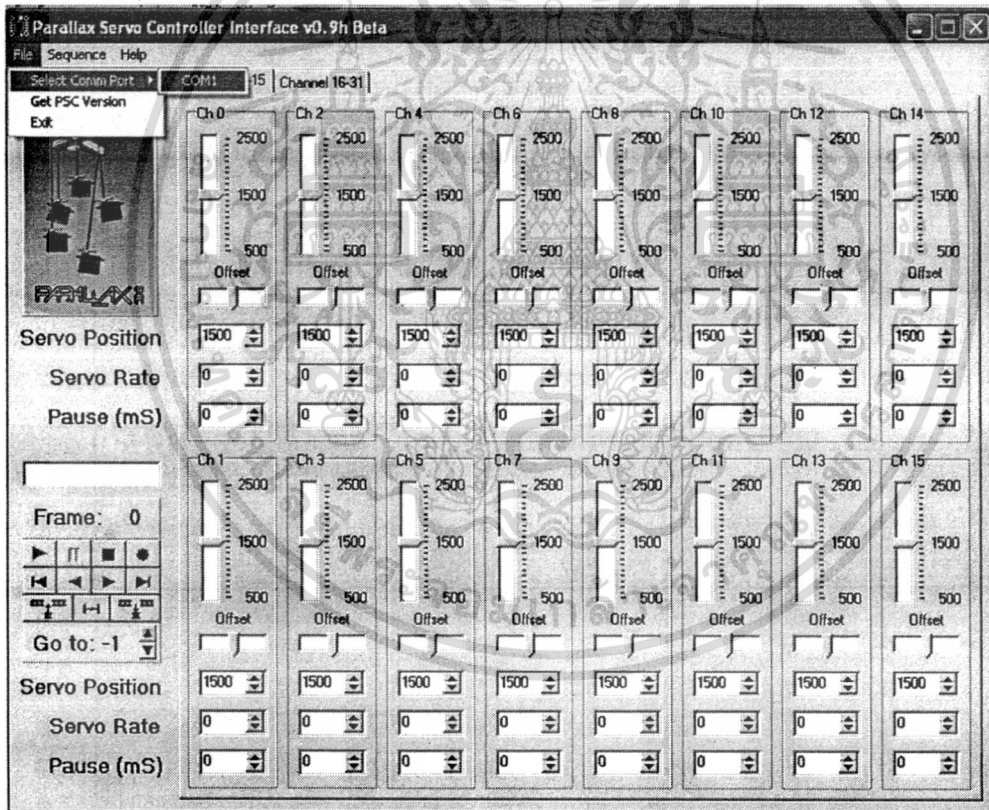 Parallax Servo Controller Interface v0.9h Beta
File Sequence Help
Select Comm Port COM1 15 Channel 16-31
Get PSC Version
Exit
PARALLAX
Ch 0 Ch 2 Ch 4 Ch 6 Ch 8 Ch 10 Ch 12 Ch 14
2500 2500 2500 2500 2500 2500 2500 2500
1500 1500 1500 1500 1500 1500 1500 1500
500 500 500 500 500 500 500 500
Offset Offset Offset Offset Offset Offset Offset Offset
Servo Position 1500 1500 1500 1500 1500 1500 1500 1500
Servo Rate 0 0 0 0 0 0 0 0
Pause (mS) 0 0 0 0 0 0 0 0
Ch 1 Ch 3 Ch 5 Ch 7 Ch 9 Ch 11 Ch 13 Ch 15
2500 2500 2500 2500 2500 2500 2500 2500
Frame: 0
1500 1500 1500 1500 1500 1500 1500 1500
500 500 500 500 500 500 500 500
Offset Offset Offset Offset Offset Offset Offset Offset
Go to: -1
Servo Position 1500 1500 1500 1500 1500 1500 1500 1500
Servo Rate 0 0 0 0 0 0 0 0
Pause (mS) 0 0 0 0 0 0 0 0